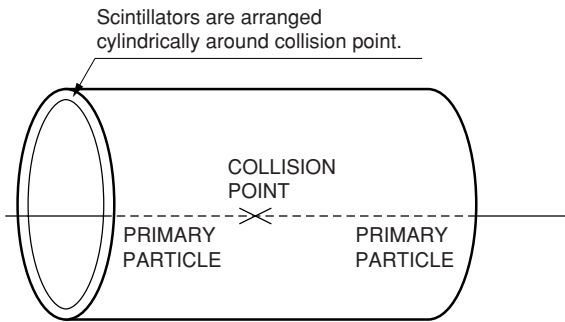 Scintillators are arranged
cylindrically around collision point.
COLLISION
POINT
PRIMARY
PARTICLE
PRIMARY
PARTICLE